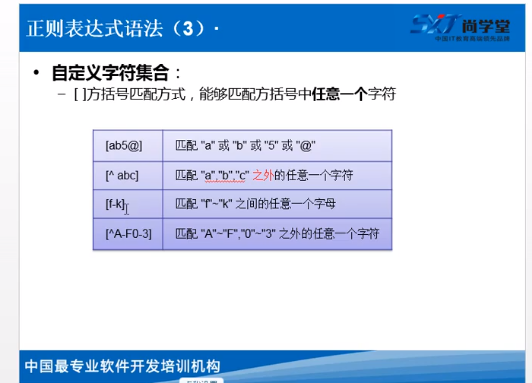 正则表达式语法（3）·
SXT 尚学堂
中国IT教育高端优先品牌
• 自定义字符集合：
– [ ]方括号匹配方式，能够匹配方括号中任意一个字符
[ab5@] 匹配 "a" 或 "b" 或 "5" 或 "@"
[^ abc] 匹配 "a","b","c" 之外的任意一个字符
[f-k] 匹配 "f"~"k" 之间的任意一个字母
[^A-F0-3] 匹配 "A"~"F","0"~"3" 之外的任意一个字符
中国最专业软件开发培训机构